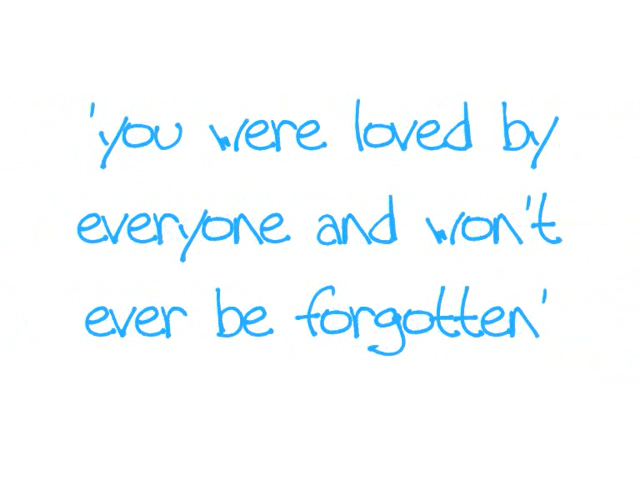 'you were loved by
everyone and won't
ever be forgotten'